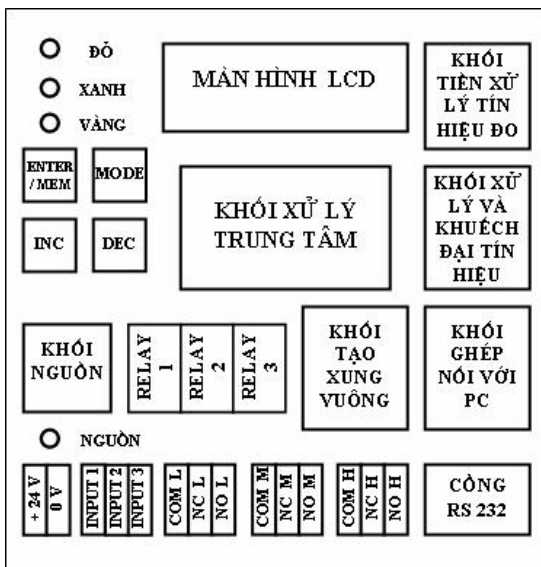 ĐỎ
XANH
VÀNG
MÀN HÌNH LCD
KHỐI
TIỀN XỬ
LÝ TÍN
HIỆU ĐO
ENTER
/ MEM
MODE
INC
DEC
KHỐI XỬ LÝ
TRUNG TÂM
KHỐI XỬ
LÝ VÀ
KHUẾCH
ĐẠI TÍN
HIỆU
KHỐI
NGUỒN
RELAY
1
RELAY
2
RELAY
3
KHỐI
TẠO
XUNG
VUÔNG
KHỐI
GHÉP
NỐI VỚI
PC
NGUỒN
+ 24 V
0 V
INPUT 1
INPUT 2
INPUT 3
COM L
NC L
NO L
COM M
NC M
NO M
COM H
NC H
NO H
CỔNG
RS 232